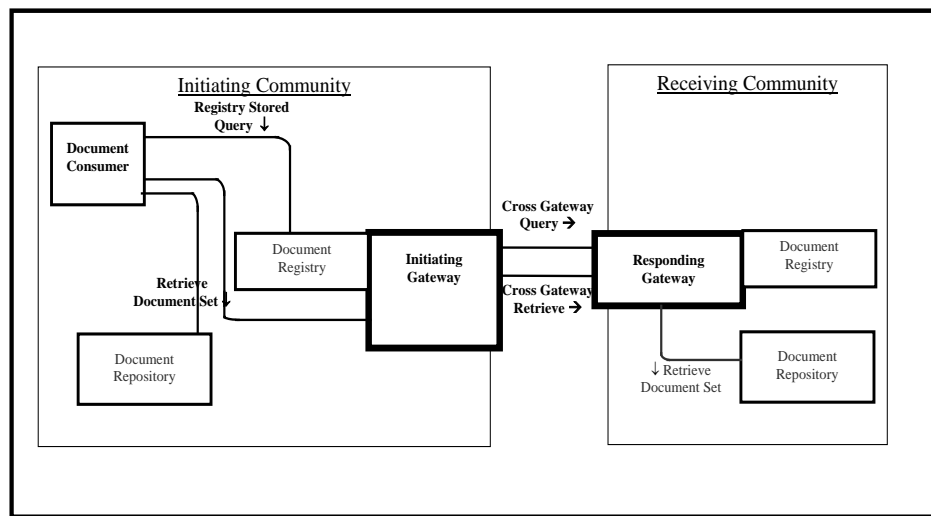 Initiating Community
Receiving Community
Registry Stored
Query ↓
Document
Consumer
Cross Gateway
Query →
Document
Registry
Initiating
Gateway
Responding
Gateway
Document
Registry
Retrieve
Document Set ↓
Cross Gateway
Retrieve →
Document
Repository
↓ Retrieve
Document Set
Document
Repository